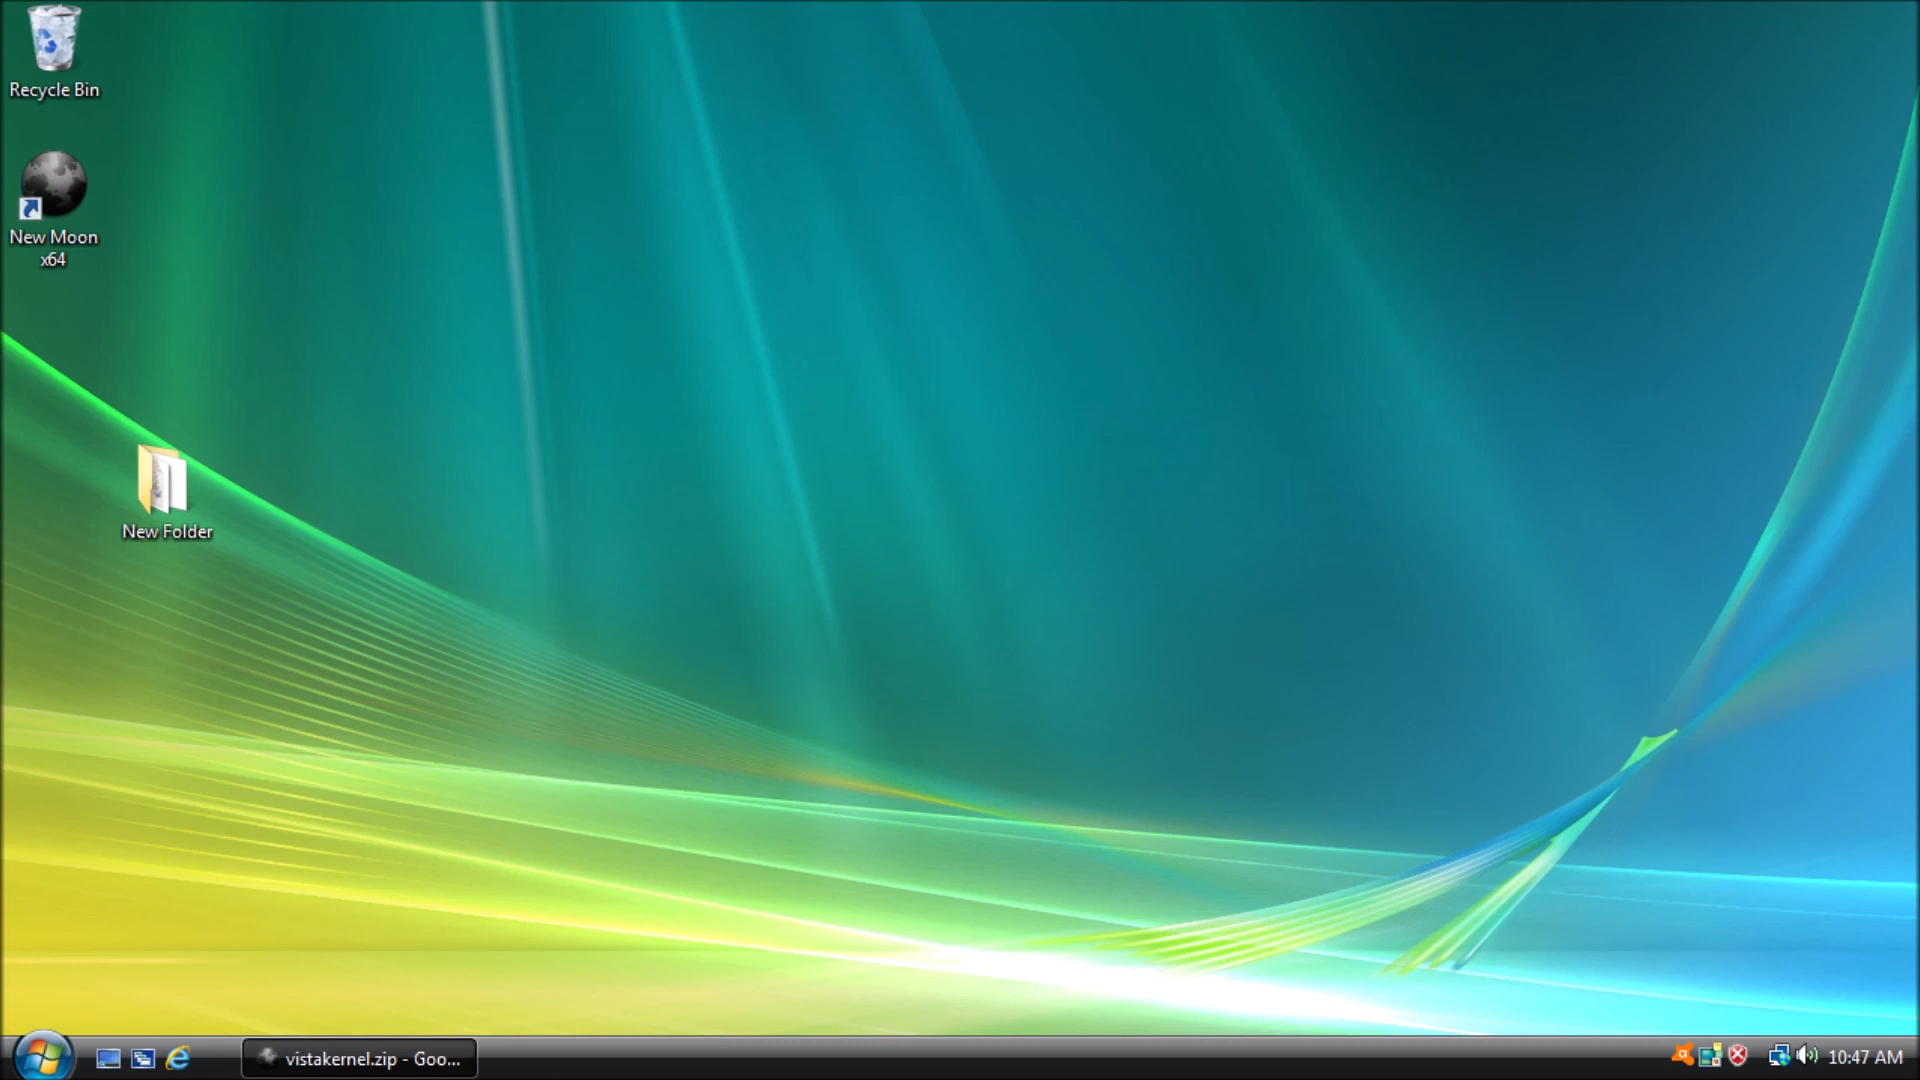 Recycle Bin
New Moon
x64
New Folder
vistakernel.zip - Goo...
10:47 AM